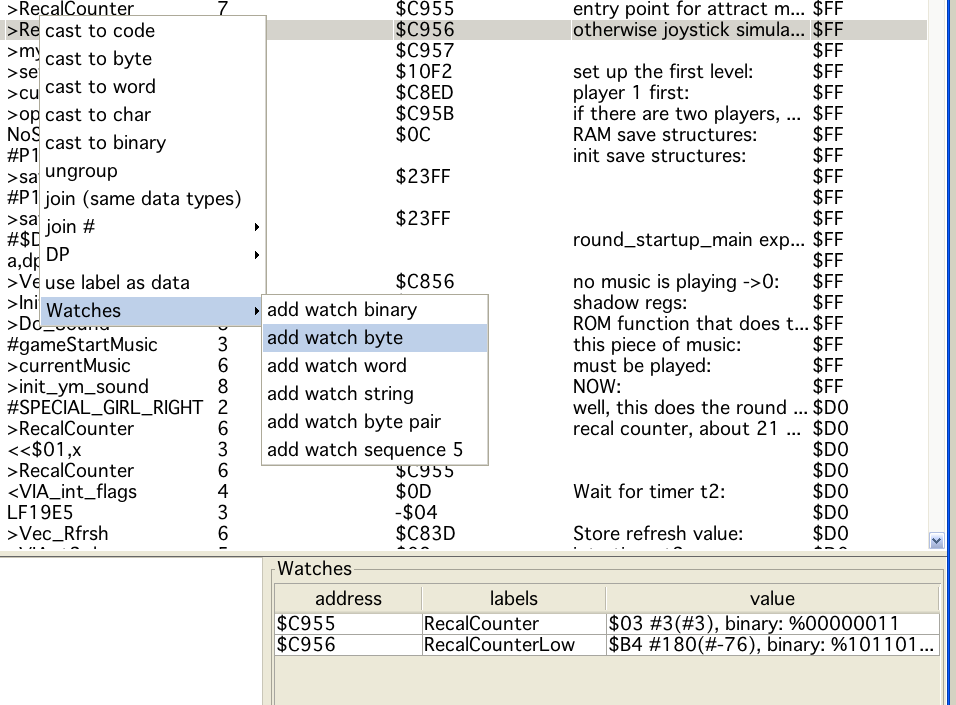 >RecalCounter 7 $C955 entry point for attract m... $FF
>Re $C956 otherwise joystick simula... $FF
>my $C957 $FF
>se $10F2 set up the first level: $FF
>cu $C8ED player 1 first: $FF
>op $C95B if there are two players, ... $FF
NoS $0C RAM save structures: $FF
#P1 init save structures: $FF
>sa $23FF $FF
#P1 $FF
>sa $23FF $FF
#$D round_startup_main exp... $FF
a,dp $FF
>Ve $C856 no music is playing ->0: $FF
>Ini shadow regs: $FF
>Do_Sound ROM function that does t... $FF
#gameStartMusic 3 this piece of music: $FF
>currentMusic 6 must be played: $FF
>init_ym_sound 8 NOW: $FF
#SPECIAL_GIRL_RIGHT 2 well, this does the round ... $D0
>RecalCounter 6 recal counter, about 21 ... $D0
<<$01,x 3 $D0
>RecalCounter 6 $C955 $D0
<VIA_int_flags 4 $0D Wait for timer t2: $D0
LF19E5 3 -$04 $D0
>Vec_Rfrsh 6 $C83D Store refresh value: $D0
cast to code
cast to byte
cast to word
cast to char
cast to binary
ungroup
join (same data types)
join #
DP
use label as data
Watches
add watch binary
add watch byte
add watch word
add watch string
add watch byte pair
add watch sequence 5
Watches
address labels value
$C955 RecalCounter $03 #3(#3), binary: %00000011
$C956 RecalCounterLow $B4 #180(#-76), binary: %101101...